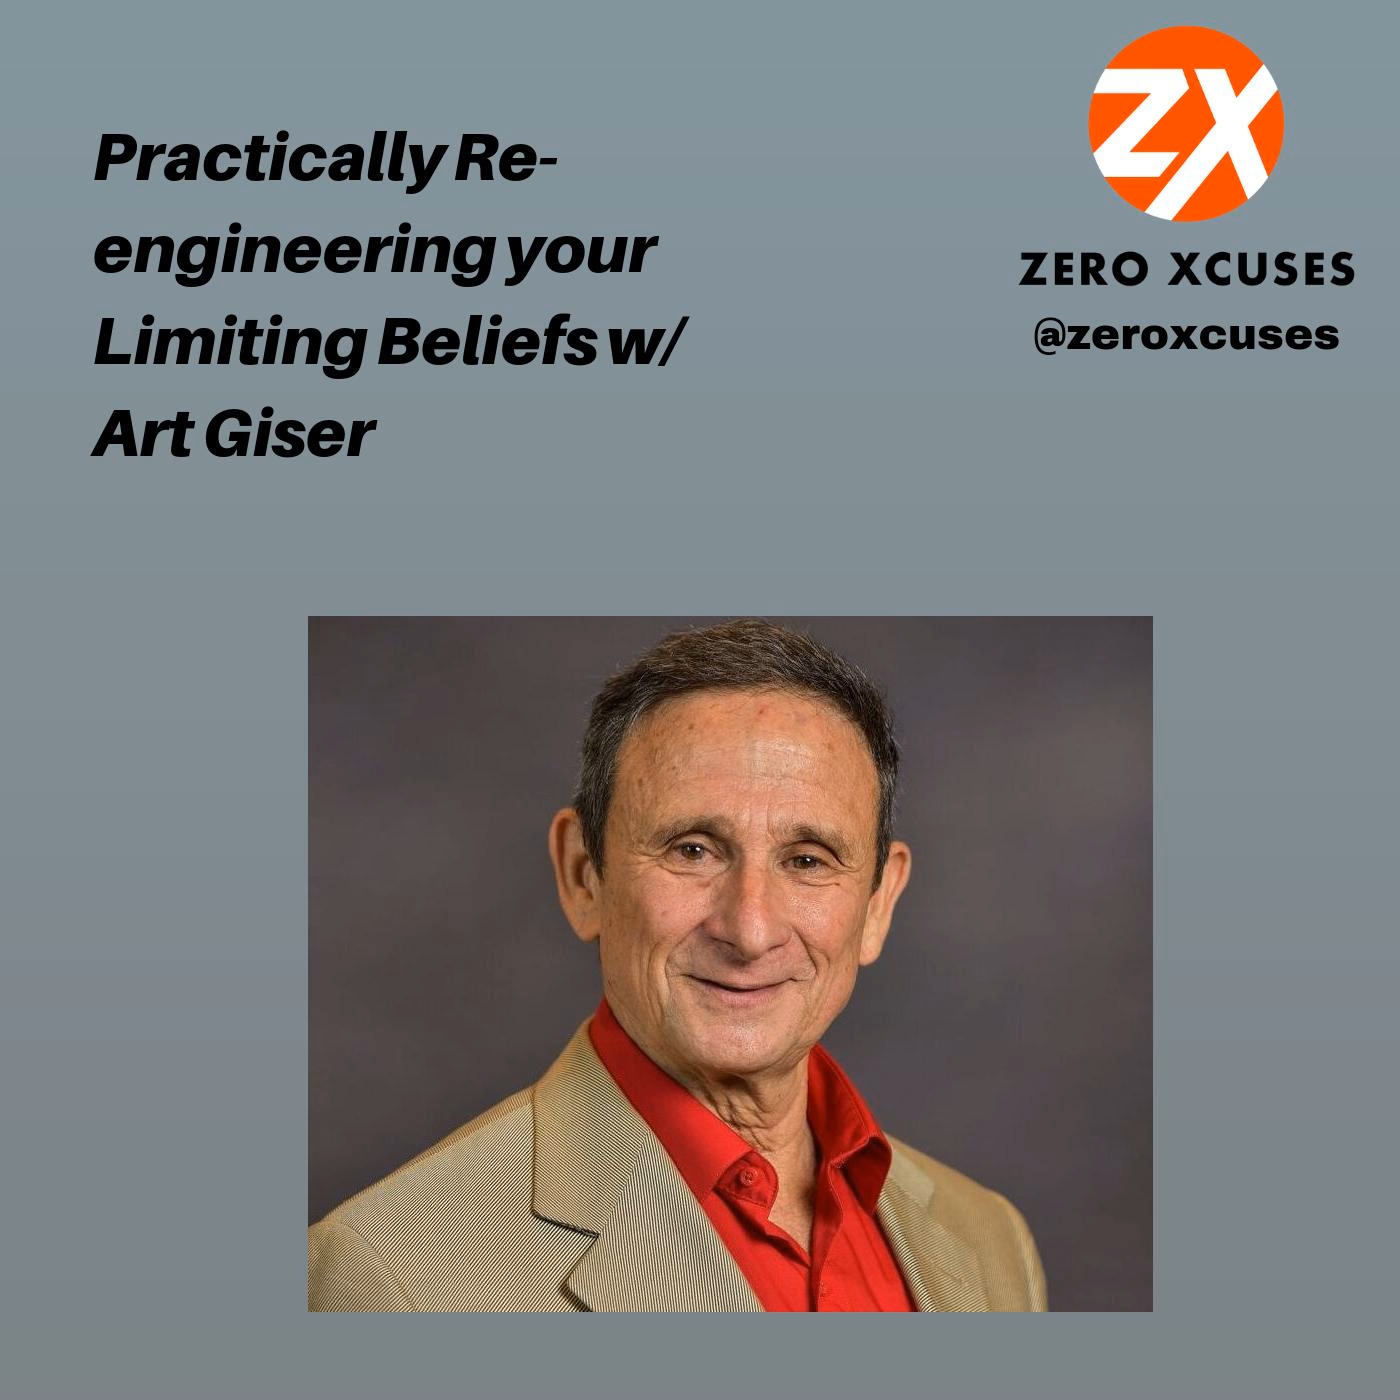 Practically Re-
engineering your
Limiting Beliefs w/
Art Giser
ZX
ZERO XCUSES
@zeroxcuses